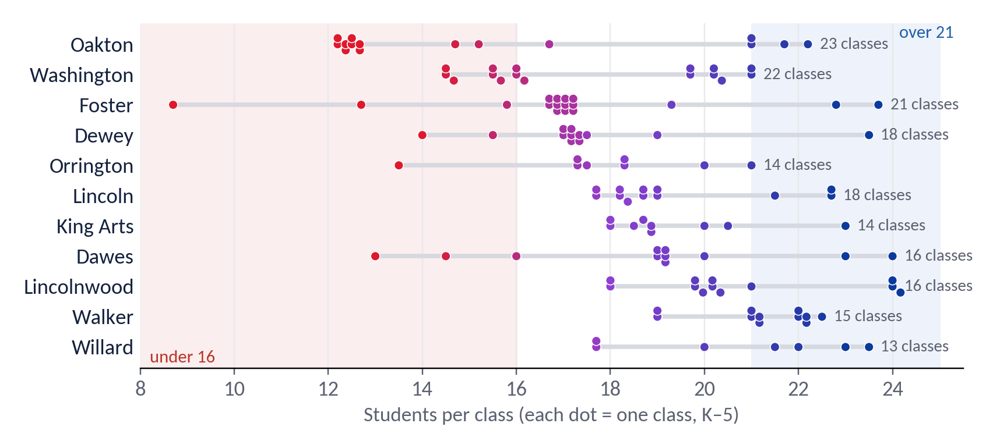 over 21
Oakton 23 classes
Washington 22 classes
Foster 21 classes
Dewey 18 classes
Orrington 14 classes
Lincoln 18 classes
King Arts 14 classes
Dawes 16 classes
Lincolnwood 16 classes
Walker 15 classes
Willard 13 classes
under 16
8 10 12 14 16 18 20 22 24
Students per class (each dot = one class, K–5)